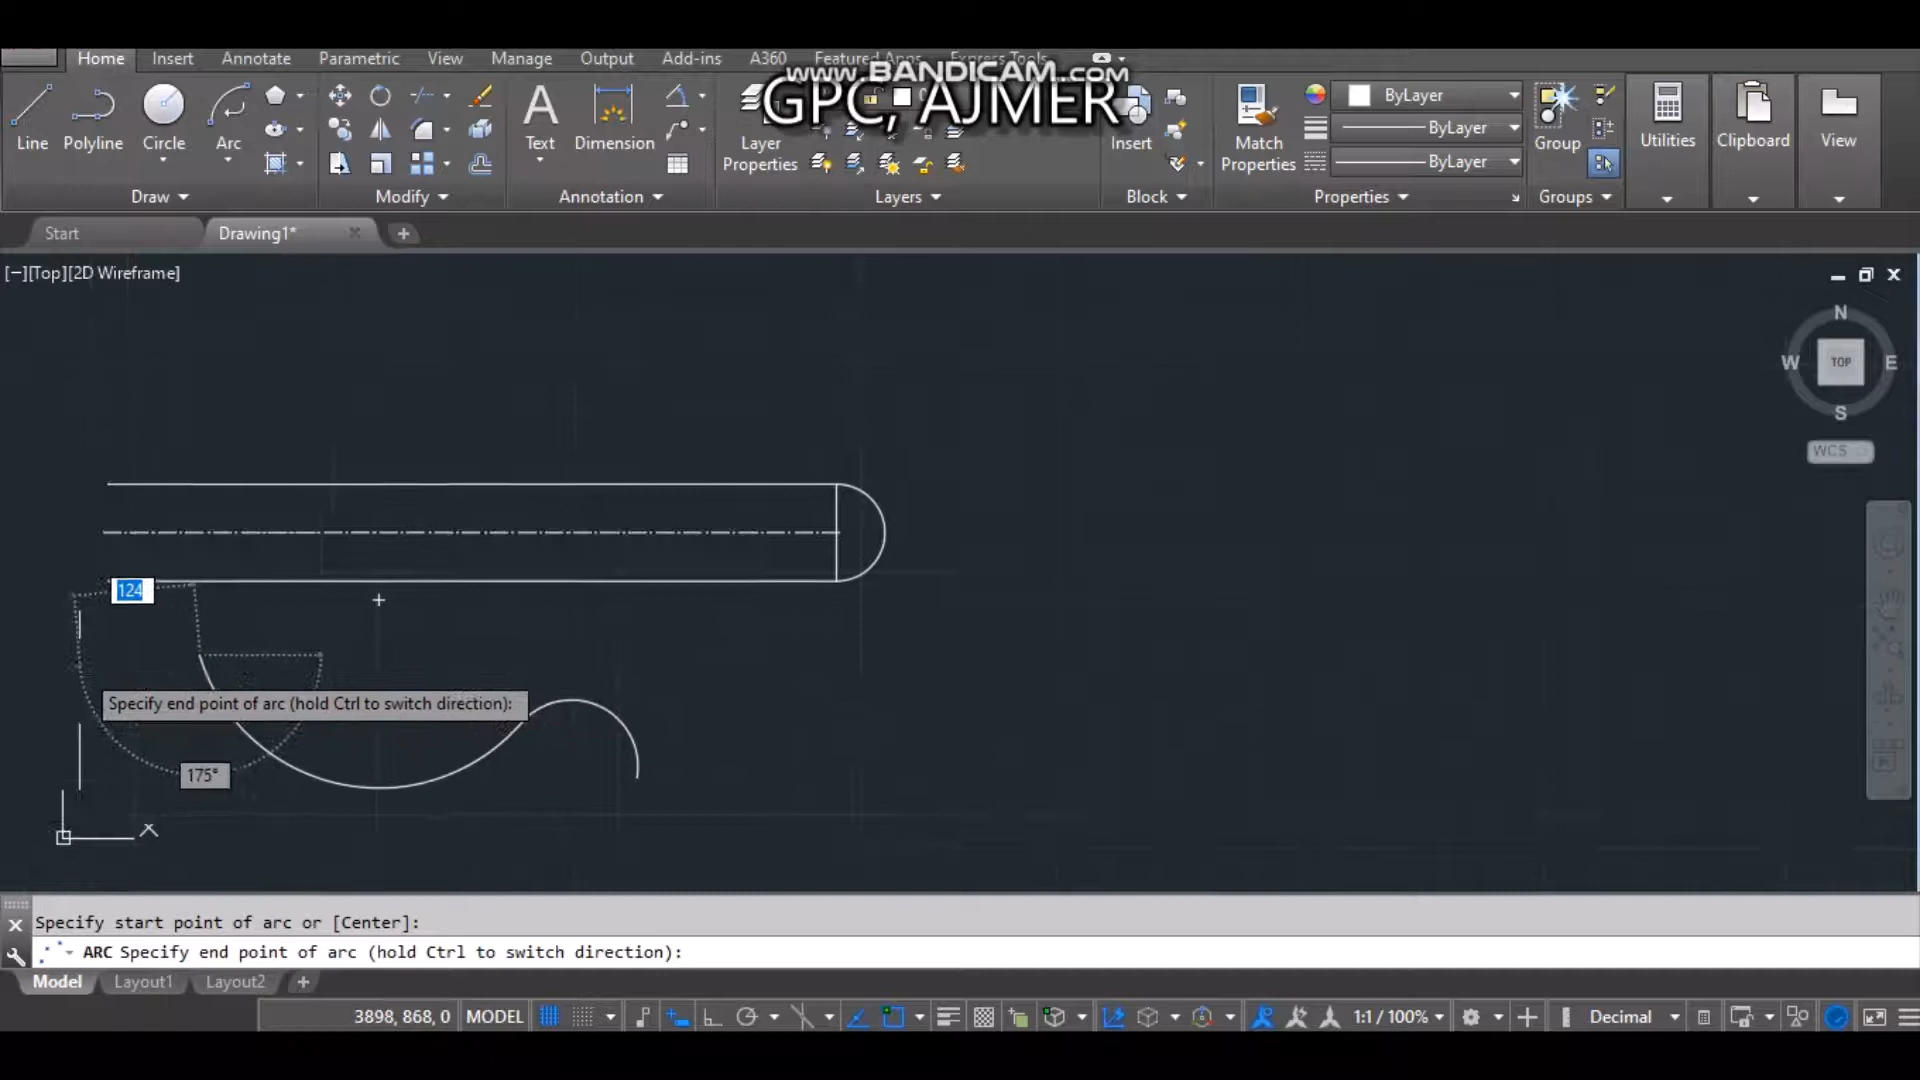 Home Insert Annotate Parametric View Manage Output Add-ins A360 Featured Apps Express Tools
www.BANDICAM.com
GPC, AJMER
Line Polyline Circle Arc
Text Dimension
Layer Properties
Insert
Match Properties
ByLayer
ByLayer
ByLayer
Group
Utilities Clipboard View
Draw Modify Annotation Layers Block Properties Groups
Start Drawing1*
[−][Top][2D Wireframe]
N
W TOP E
S
WCS
124
Specify end point of arc (hold Ctrl to switch direction):
175°
X
Specify start point of arc or [Center]:
ARC Specify end point of arc (hold Ctrl to switch direction):
Model Layout1 Layout2
3898, 868, 0 MODEL 1:1 / 100% Decimal